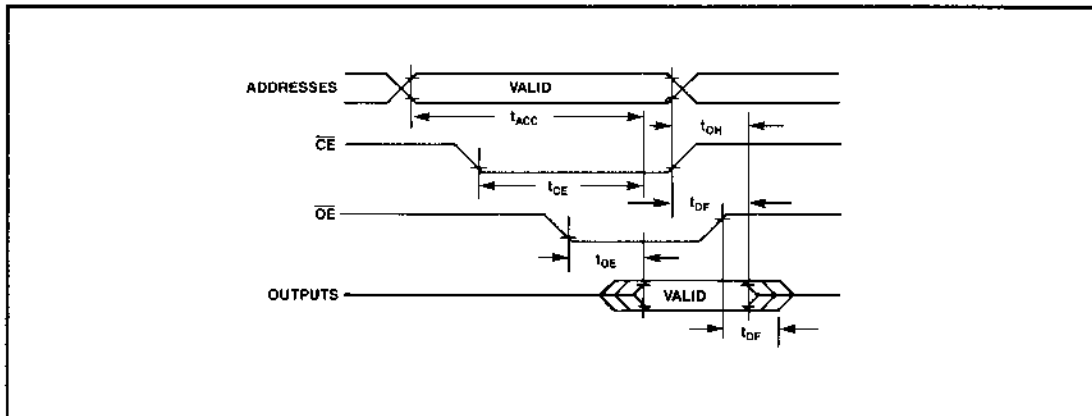 ADDRESSES
VALID
tACC
tOH
CE
tCE
tDF
OE
tOE
OUTPUTS
VALID
tDF